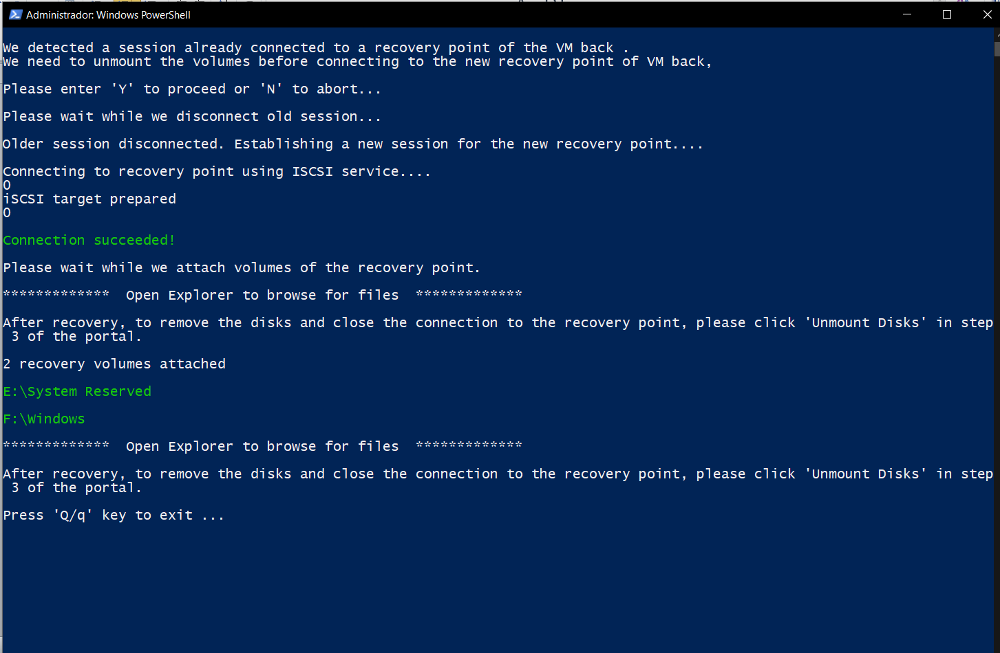 Administrador: Windows PowerShell
We detected a session already connected to a recovery point of the VM back .
We need to unmount the volumes before connecting to the new recovery point of VM back,
Please enter 'Y' to proceed or 'N' to abort...
Please wait while we disconnect old session...
Older session disconnected. Establishing a new session for the new recovery point....
Connecting to recovery point using ISCSI service....
0
iSCSI target prepared
0
Connection succeeded!
Please wait while we attach volumes of the recovery point.
*************  Open Explorer to browse for files  *************
After recovery, to remove the disks and close the connection to the recovery point, please click 'Unmount Disks' in step
 3 of the portal.
2 recovery volumes attached
E:\System Reserved
F:\Windows
*************  Open Explorer to browse for files  *************
After recovery, to remove the disks and close the connection to the recovery point, please click 'Unmount Disks' in step
 3 of the portal.
Press 'Q/q' key to exit ...